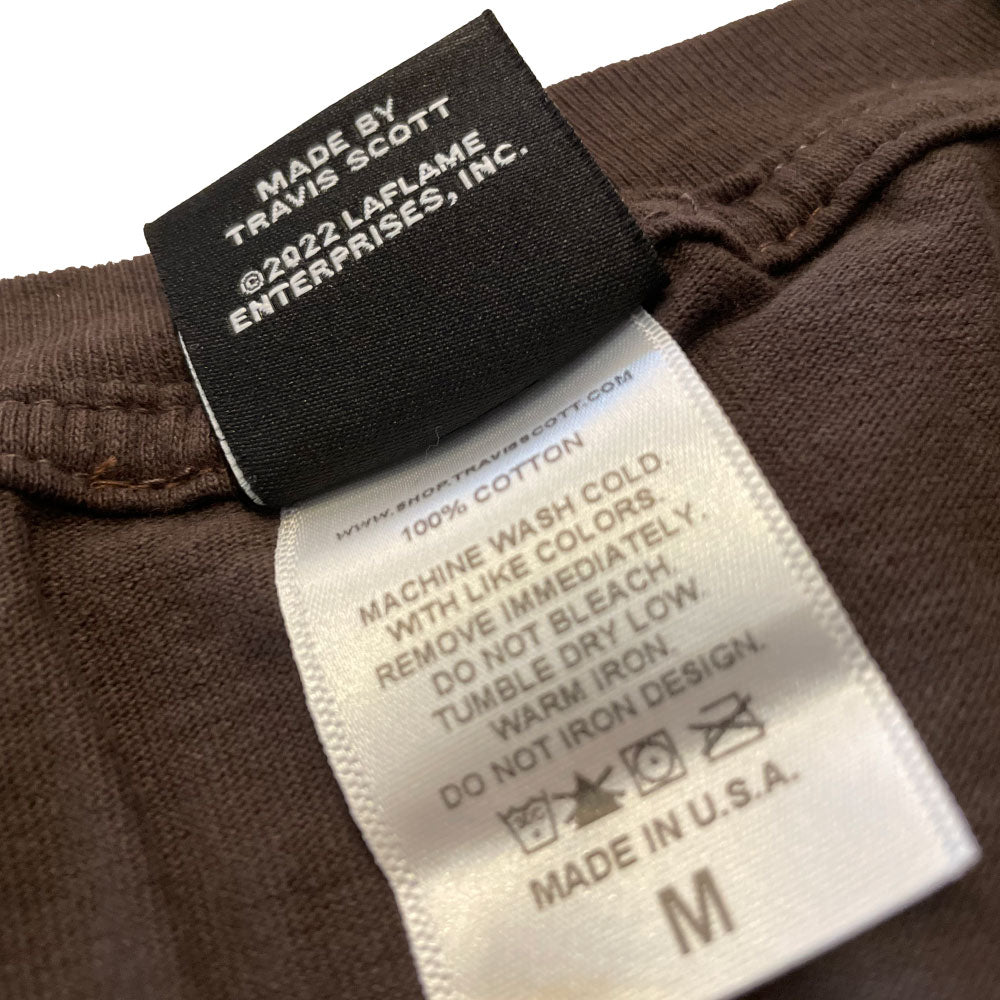 MADE BY
TRAVIS SCOTT
©2022 LAFLAME
ENTERPRISES, INC.
WWW.SHOP.TRAVISSCOTT.COM
100% COTTON
MACHINE WASH COLD.
WITH LIKE COLORS.
REMOVE IMMEDIATELY.
DO NOT BLEACH.
TUMBLE DRY LOW.
WARM IRON.
DO NOT IRON DESIGN.
MADE IN U.S.A.
M